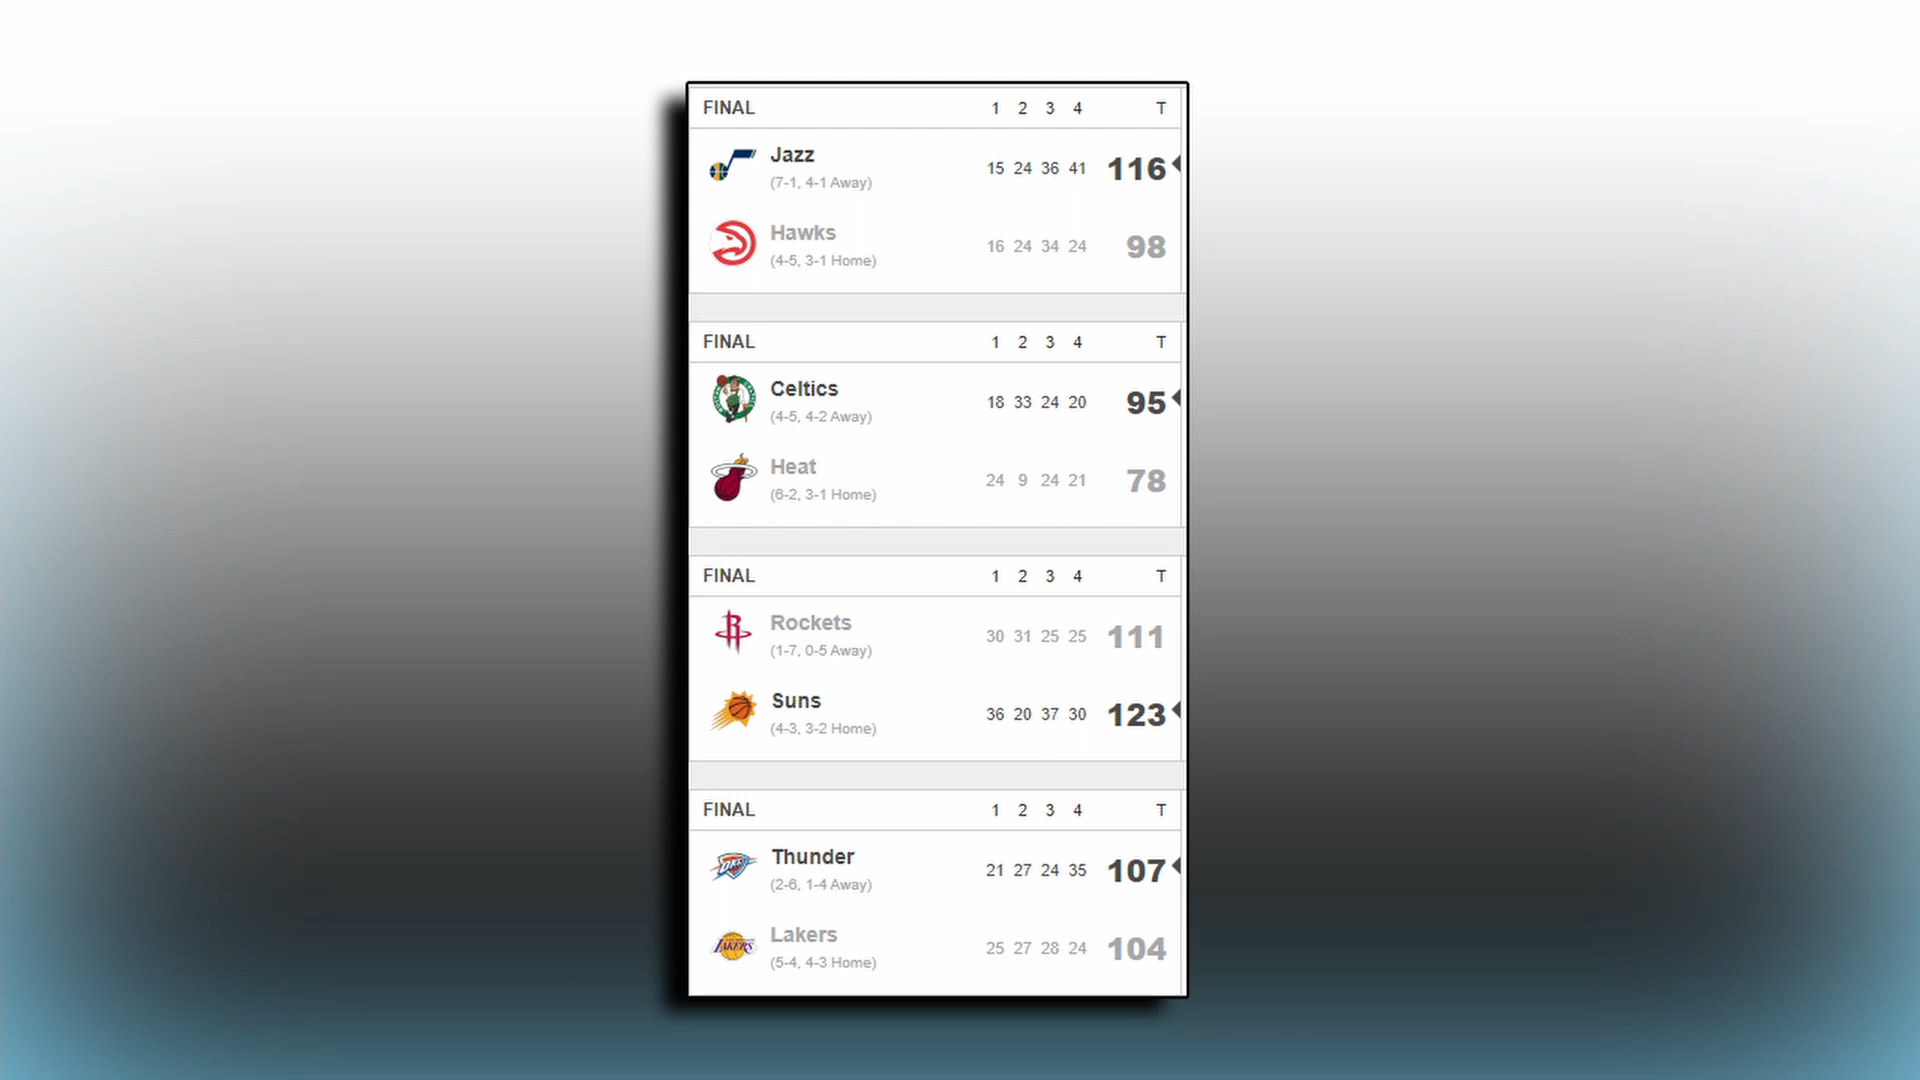 FINAL 1 2 3 4 T
Jazz
15 24 36 41 116
(7-1, 4-1 Away)
Hawks
16 24 34 24 98
(4-5, 3-1 Home)
FINAL 1 2 3 4 T
Celtics
18 33 24 20 95
(4-5, 4-2 Away)
Heat
24 9 24 21 78
(6-2, 3-1 Home)
FINAL 1 2 3 4 T
Rockets
30 31 25 25 111
(1-7, 0-5 Away)
Suns
36 20 37 30 123
(4-3, 3-2 Home)
FINAL 1 2 3 4 T
Thunder
21 27 24 35 107
(2-6, 1-4 Away)
Lakers
25 27 28 24 104
(5-4, 4-3 Home)